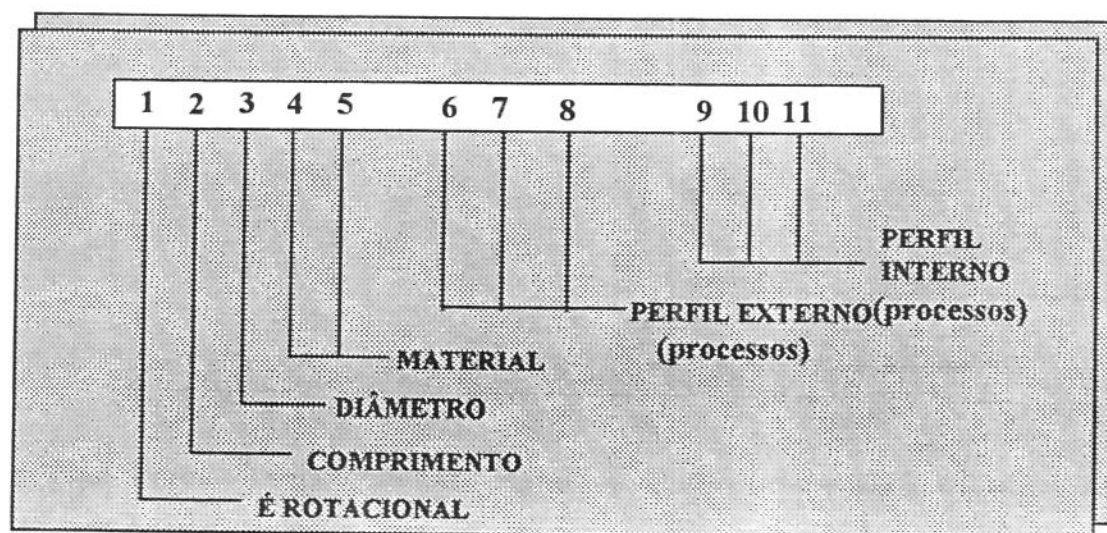 1 2 3 4 5 6 7 8 9 10 11
PERFIL
INTERNO
PERFIL EXTERNO(processos)
(processos)
MATERIAL
DIÂMETRO
COMPRIMENTO
É ROTACIONAL